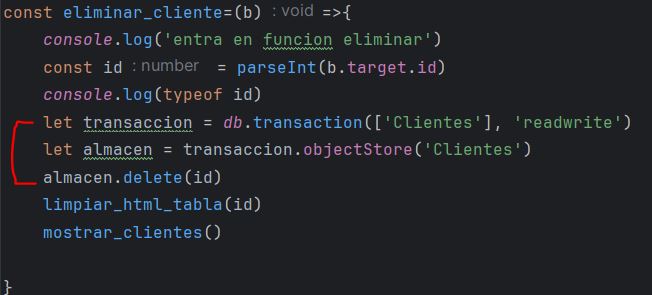 const eliminar_cliente=(b) : void =>{
console.log('entra en funcion eliminar')
const id : number = parseInt(b.target.id)
console.log(typeof id)
let transaccion = db.transaction(['Clientes'], 'readwrite')
let almacen = transaccion.objectStore('Clientes')
almacen.delete(id)
limpiar_html_tabla(id)
mostrar_clientes()
}